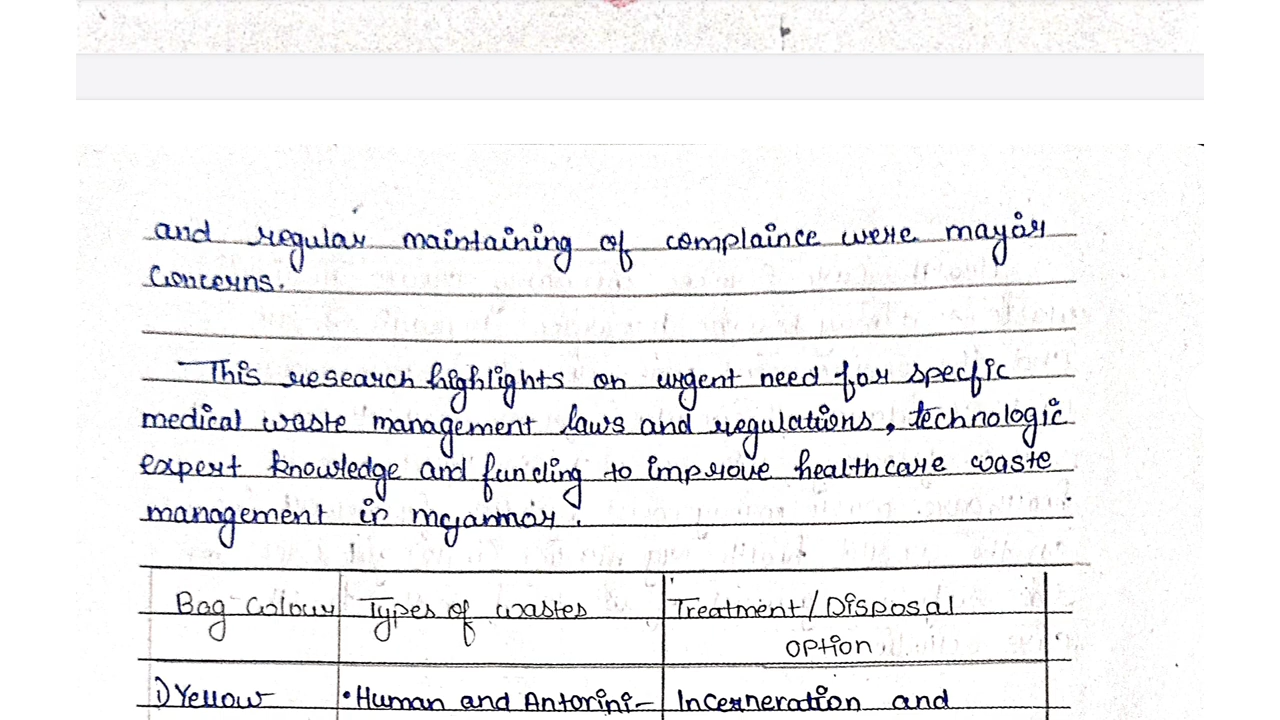 and regular maintaining of complaince were mayor
Concerns.
This research highlights on urgent need for specfic
medical waste management laws and regulations, technologic
expert knowledge and funding to improve healthcare waste
management in myanmar.
Bag Colour Types of wastes Treatment/Disposal
option
1) Yellow • Human and Antorini- Incerneration and